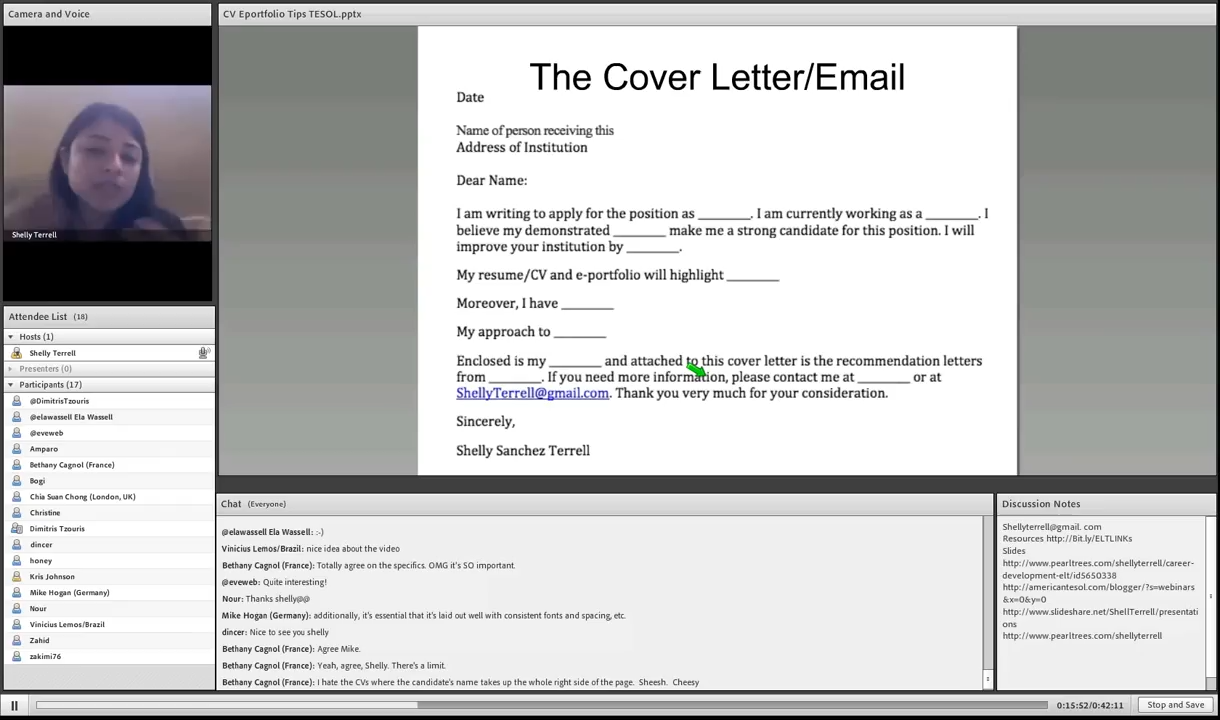 Camera and Voice
Shelly Terrell
Attendee List (18)
Hosts (1)
Shelly Terrell
Presenters (0)
Participants (17)
@DimitrisTzouris
@elawassell Ela Wassell
@eveweb
Amparo
Bethany Cagnol (France)
Bogi
Chia Suan Chong (London, UK)
Christine
Dimitris Tzouris
dincer
honey
Kris Johnson
Mike Hogan (Germany)
Nour
Vinicius Lemos/Brazil
Zahid
zakimi76
CV Eportfolio Tips TESOL.pptx
The Cover Letter/Email
Date
Name of person receiving this
Address of Institution
Dear Name:
I am writing to apply for the position as ________. I am currently working as a ________. I
believe my demonstrated ________ make me a strong candidate for this position. I will
improve your institution by ________.
My resume/CV and e-portfolio will highlight ________
Moreover, I have ________
My approach to ________
Enclosed is my ________ and attached to this cover letter is the recommendation letters
from ________. If you need more information, please contact me at ________ or at
ShellyTerrell@gmail.com. Thank you very much for your consideration.
Sincerely,
Shelly Sanchez Terrell
Chat (Everyone)
@elawassell Ela Wassell: :-)
Vinicius Lemos/Brazil: nice idea about the video
Bethany Cagnol (France): Totally agree on the specifics. OMG it's SO important.
@eveweb: Quite interesting!
Nour: Thanks shelly@@
Mike Hogan (Germany): additionally, it's essential that it's laid out well with consistent fonts and spacing, etc.
dincer: Nice to see you shelly
Bethany Cagnol (France): Agree Mike.
Bethany Cagnol (France): Yeah, agree, Shelly. There's a limit.
Bethany Cagnol (France): I hate the CVs where the candidate's name takes up the whole right side of the page. Sheesh. Cheesy
Discussion Notes
Shellyterrell@gmail. com
Resources http://Bit.ly/ELTLINKs
Slides
http://www.pearltrees.com/shellyterrell/career-
development-elt/id5650338
http://americantesol.com/blogger/?s=webinars
&x=0&y=0
http://www.slideshare.net/ShellTerrell/presentati
ons
http://www.pearltrees.com/shellyterrell
0:15:52/0:42:11
Stop and Save